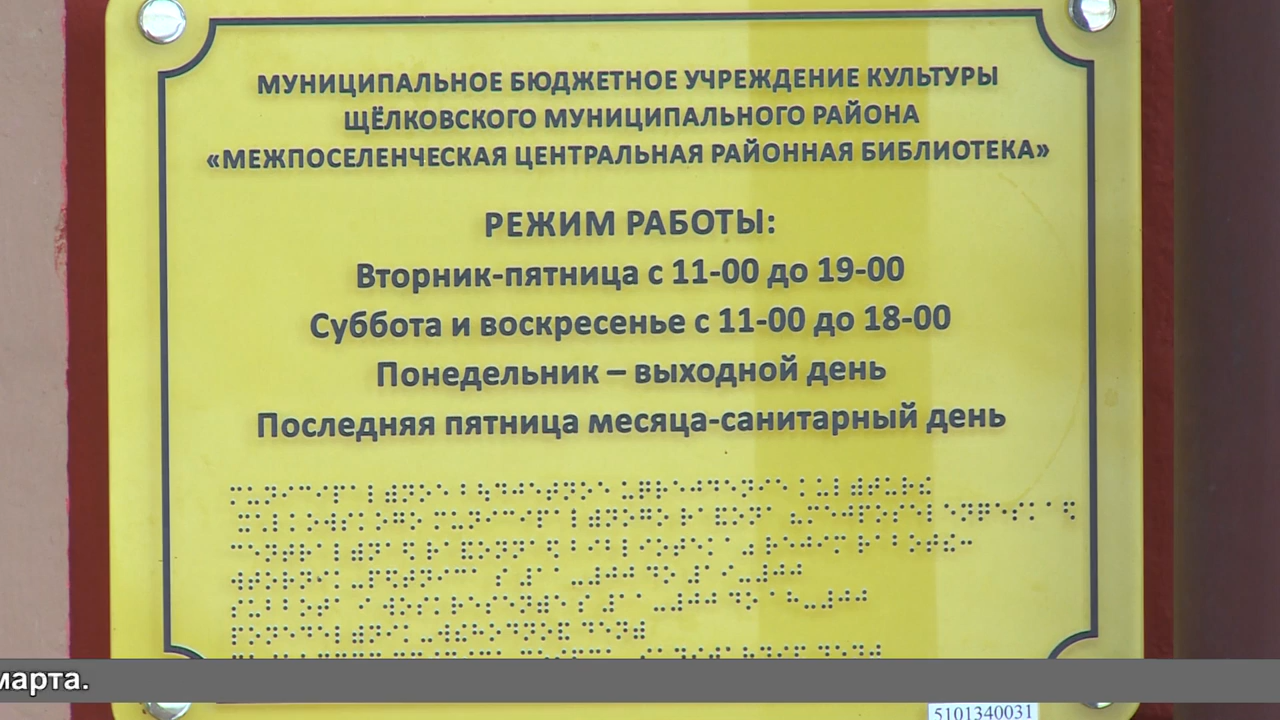 МУНИЦИПАЛЬНОЕ БЮДЖЕТНОЕ УЧРЕЖДЕНИЕ КУЛЬТУРЫ
ЩЁЛКОВСКОГО МУНИЦИПАЛЬНОГО РАЙОНА
«МЕЖПОСЕЛЕНЧЕСКАЯ ЦЕНТРАЛЬНАЯ РАЙОННАЯ БИБЛИОТЕКА»
РЕЖИМ РАБОТЫ:
Вторник-пятница с 11-00 до 19-00
Суббота и воскресенье с 11-00 до 18-00
Понедельник – выходной день
Последняя пятница месяца-санитарный день
марта.
5101340031